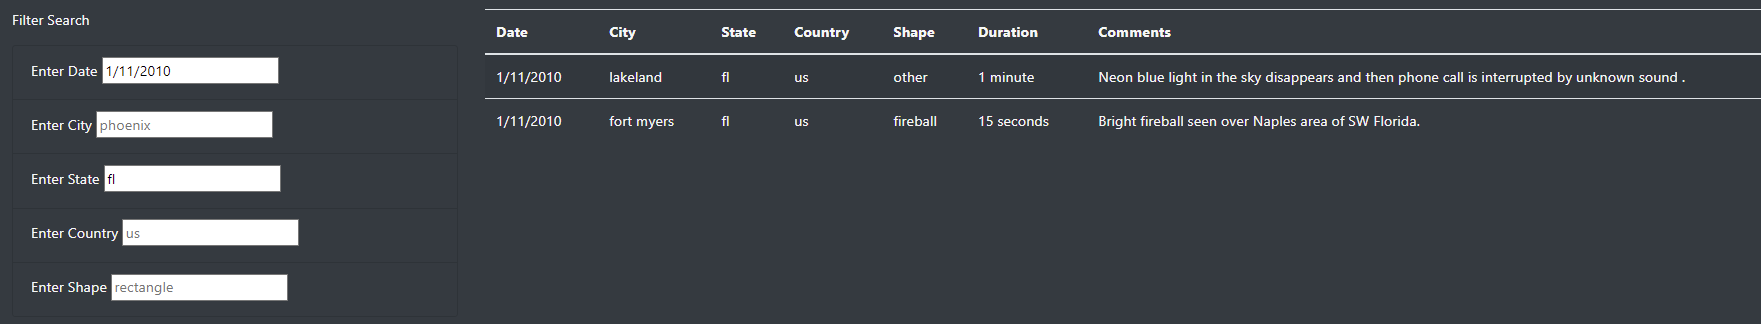 Filter Search
Enter Date 1/11/2010
Enter City phoenix
Enter State fl
Enter Country us
Enter Shape rectangle
Date City State Country Shape Duration Comments
1/11/2010 lakeland fl us other 1 minute Neon blue light in the sky disappears and then phone call is interrupted by unknown sound .
1/11/2010 fort myers fl us fireball 15 seconds Bright fireball seen over Naples area of SW Florida.